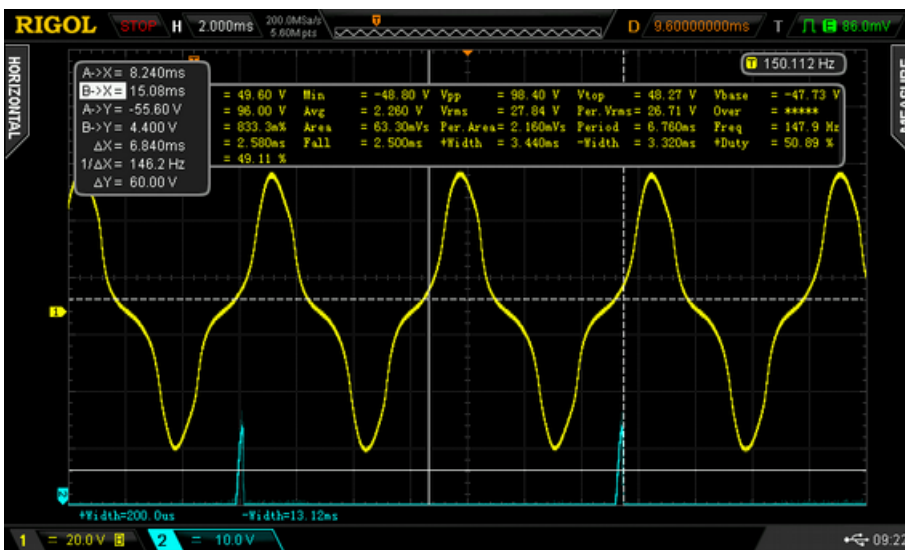 RIGOL STOP H 2.000ms 200.0MSa/s 5.60M pts D 9.60000000ms T E 86.0mV
HORIZONTAL
MEASURE
T 150.112 Hz
A->X= 8.240ms
B->X= 15.08ms
A->Y= -55.60 V
B->Y= 4.400 V
ΔX= 6.840ms
1/ΔX= 146.2 Hz
ΔY= 60.00 V
= 49.60 V Min = -48.80 V Vpp = 98.40 V Vtop = 48.27 V Vbase = -47.73 V
= 96.00 V Avg = 2.260 V Vrms = 27.84 V Per.Vrms= 26.71 V Over = *****
= 833.3m% Area = 63.30mVs Per.Area= 2.160mVs Period = 6.760ms Freq = 147.9 Hz
= 2.580ms Fall = 2.500ms +Width = 3.440ms -Width = 3.320ms +Duty = 50.89 %
= 49.11 %
T
1
2
+Width=200.0us -Width=13.12ms
1 = 20.0 V B 2 = 10.0 V 09:22